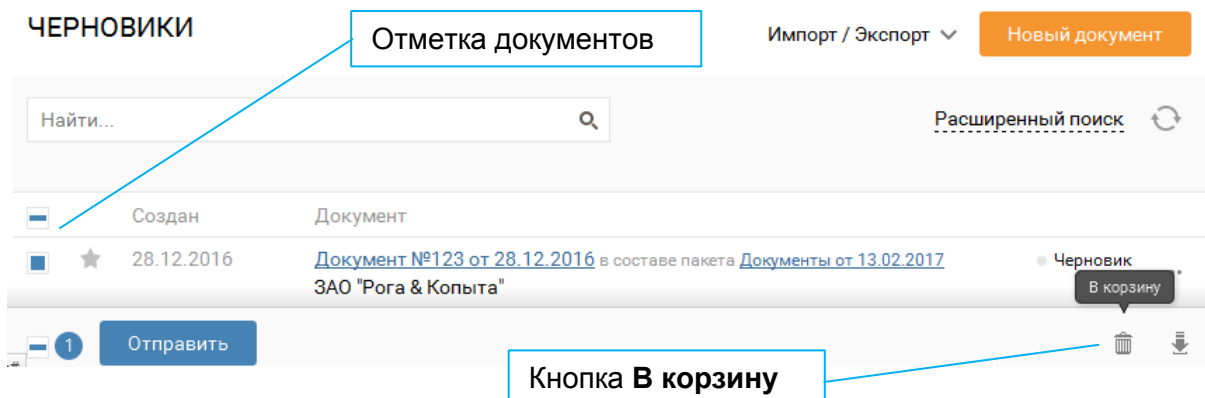 ЧЕРНОВИКИ
Отметка документов
Импорт / Экспорт
Новый документ
Найти...
Расширенный поиск
Создан Документ
28.12.2016 Документ №123 от 28.12.2016 в составе пакета Документы от 13.02.2017 Черновик
ЗАО "Рога & Копыта"
В корзину
1 Отправить
Кнопка В корзину